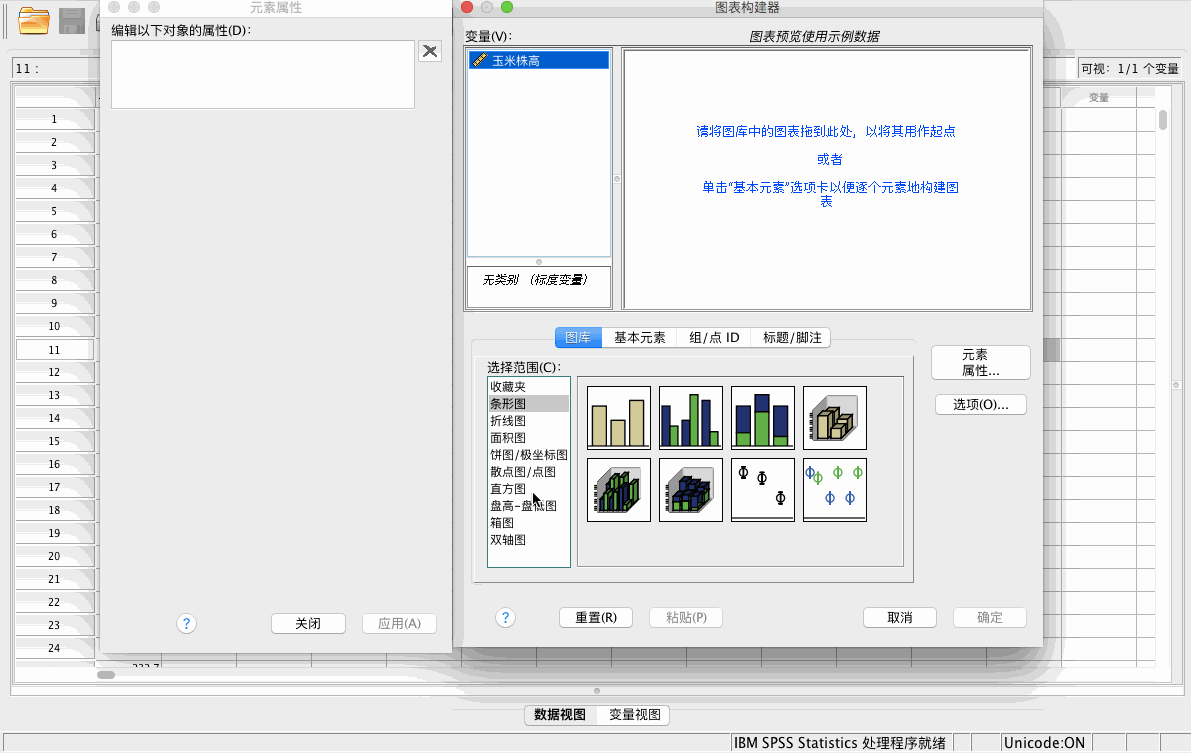 元素属性
编辑以下对象的属性(D):
关闭
应用(A)
图表构建器
变量(V):
图表预览使用示例数据
玉米株高
无类别 （标度变量）
请将图库中的图表拖到此处, 以将其用作起点
或者
单击“基本元素”选项卡以便逐个元素地构建图
表
图库
基本元素
组/点 ID
标题/脚注
选择范围(C):
收藏夹
条形图
折线图
面积图
饼图/极坐标图
散点图/点图
直方图
盘高-盘低图
箱图
双轴图
元素
属性...
选项(O)...
?
?
重置(R)
粘贴(P)
取消
确定
11 :
可视: 1/1 个变量
变量
1
2
3
4
5
6
7
8
9
10
11
12
13
14
15
16
17
18
19
20
21
22
23
24
数据视图
变量视图
IBM SPSS Statistics 处理程序就绪
Unicode:ON